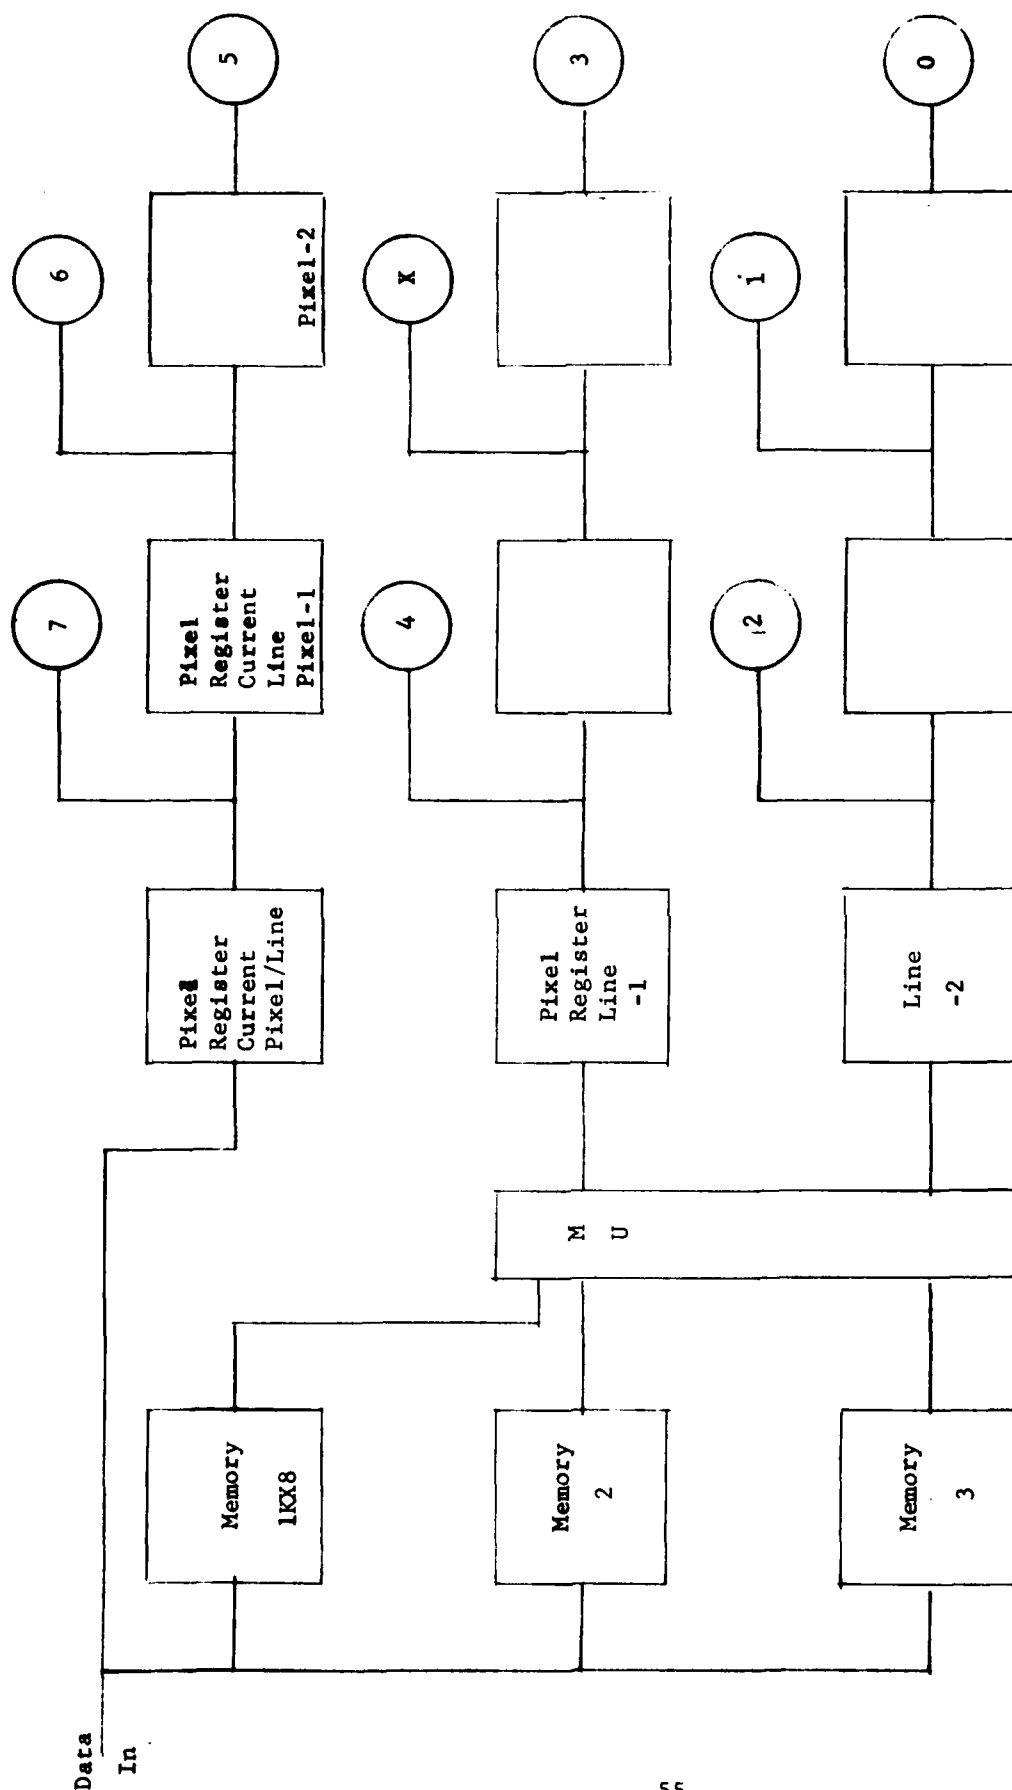 Data
In
Memory
1KX8
Memory
2
Memory
3
M
U
Pixel
Register
Current
Pixel/Line
Pixel
Register
Line
-1
Line
-2
7
4
2
Pixel
Register
Current
Line
Pixel-1
6
X
1
Pixel-2
5
3
0
55